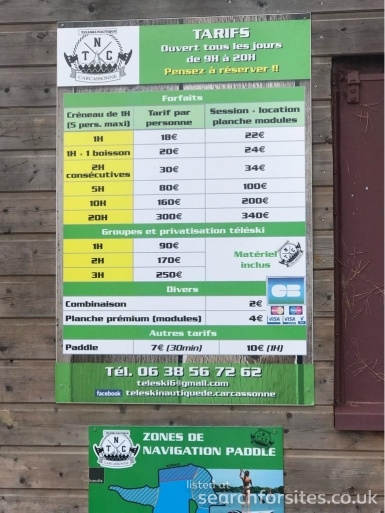 TÉLÉSKI NAUTIQUE
N
T C
CARCASSONNE
TARIFS
Ouvert tous les jours
de 9H à 20H
Pensez à réserver !!
Forfaits
Créneau de 1H (5 pers. maxi) Tarif par personne Session + location planche modules
1H 18€ 22€
1H + 1 boisson 20€ 24€
2H consécutives 30€ 34€
5H 80€ 100€
10H 160€ 200€
20H 300€ 340€
Groupes et privatisation téléski
1H 90€
2H 170€
3H 250€
Matériel
inclus
Divers
CB
Combinaison 2€
Planche prémium (modules) 4€
VISA VISA
Autres tarifs
Paddle 7€ (30min) 10€ (1H)
Tél. 06 38 56 72 62
teleski6@gmail.com
facebook teleskinautiquede.carcassonne
N
T C
CARCASSONNE
ZONES DE
NAVIGATION PADDLE
listed at
searchforsites.co.uk